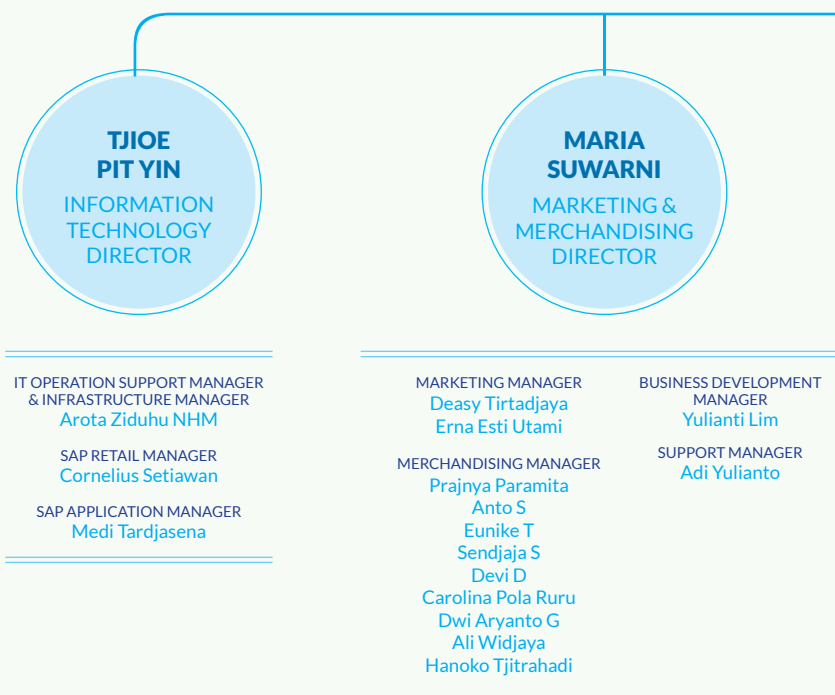 TJIOE
PIT YIN
INFORMATION
TECHNOLOGY
DIRECTOR
MARIA
SUWARNI
MARKETING &
MERCHANDISING
DIRECTOR
IT OPERATION SUPPORT MANAGER
& INFRASTRUCTURE MANAGER
Arota Ziduhu NHM
SAP RETAIL MANAGER
Cornelius Setiawan
SAP APPLICATION MANAGER
Medi Tardjasena
MARKETING MANAGER
Deasy Tirtadjaya
Erna Esti Utami
MERCHANDISING MANAGER
Prajnya Paramita
Anto S
Eunike T
Sendjaja S
Devi D
Carolina Pola Ruru
Dwi Aryanto G
Ali Widjaya
Hanoko Tjitrahadi
BUSINESS DEVELOPMENT
MANAGER
Yulianti Lim
SUPPORT MANAGER
Adi Yulianto